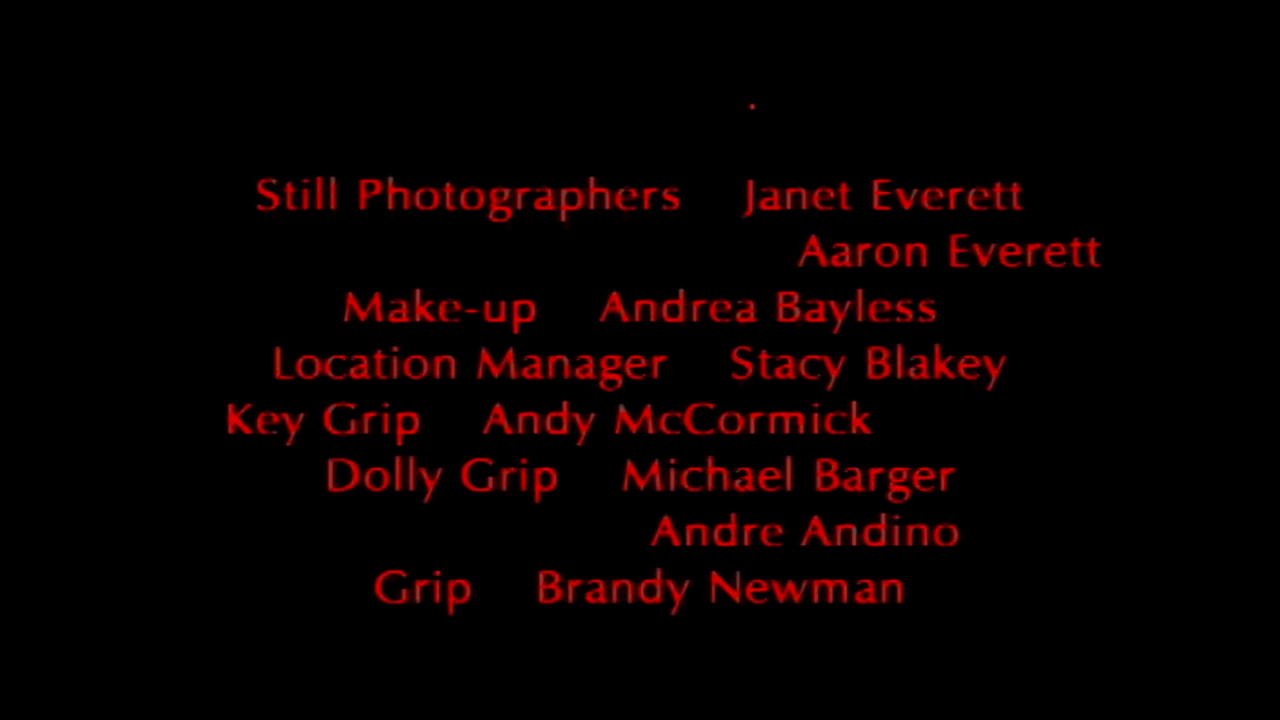 Still Photographers Janet Everett
Aaron Everett
Make-up Andrea Bayless
Location Manager Stacy Blakey
Key Grip Andy McCormick
Dolly Grip Michael Barger
Andre Andino
Grip Brandy Newman